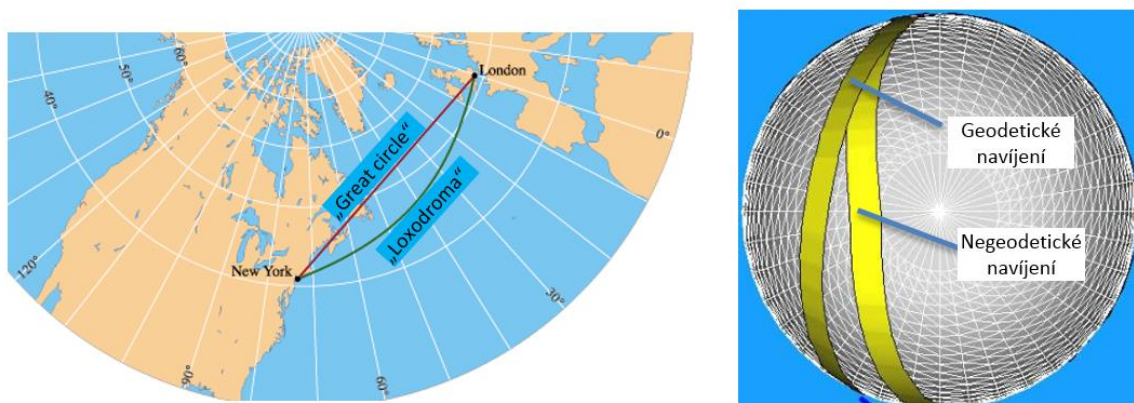 London
„Great circle“
„Loxodroma“
New York
60°
50°
40°
0°
30°
60°
90°
120°
Geodetické
navíjení
Negeodetické
navíjení